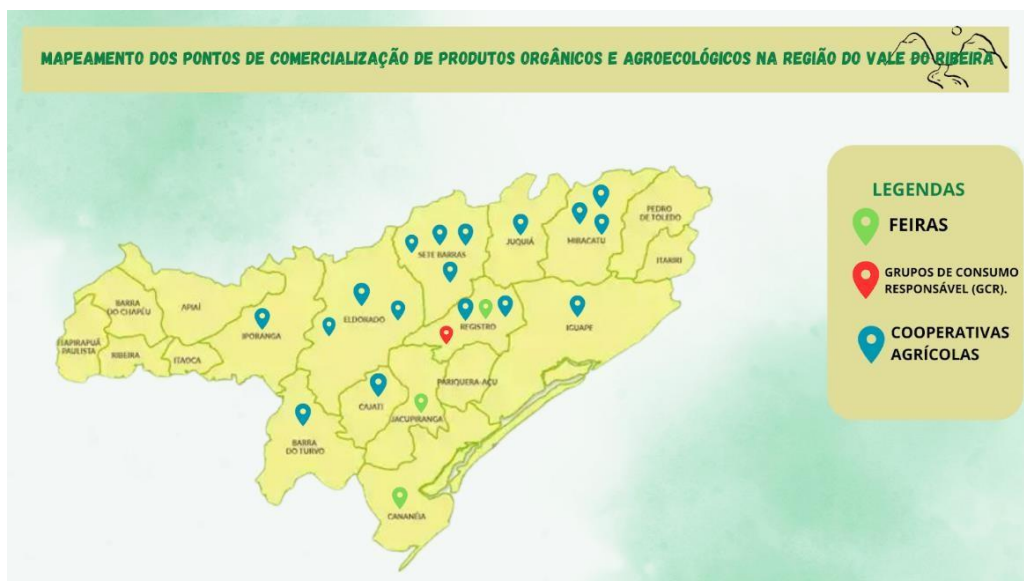 MAPEAMENTO DOS PONTOS DE COMERCIALIZAÇÃO DE PRODUTOS ORGÂNICOS E AGROECOLÓGICOS NA REGIÃO DO VALE DO RIBEIRA
LEGENDAS
FEIRAS
GRUPOS DE CONSUMO
RESPONSÁVEL (GCR).
COOPERATIVAS
AGRÍCOLAS
PEDRO
DE TOLEDO
MIRACATU
JUQUIÁ
SETE BARRAS
ITARIRI
BARRA
DO CHAPÉU
APIAÍ
ELDORADO
REGISTRO
IGUAPE
IPORANGA
ITAPIRAPUÃ
PAULISTA
RIBEIRA
ITAOCA
PARIQUERA-AÇU
CAJATI
JACUPIRANGA
BARRA
DO TURVO
CANANÉIA